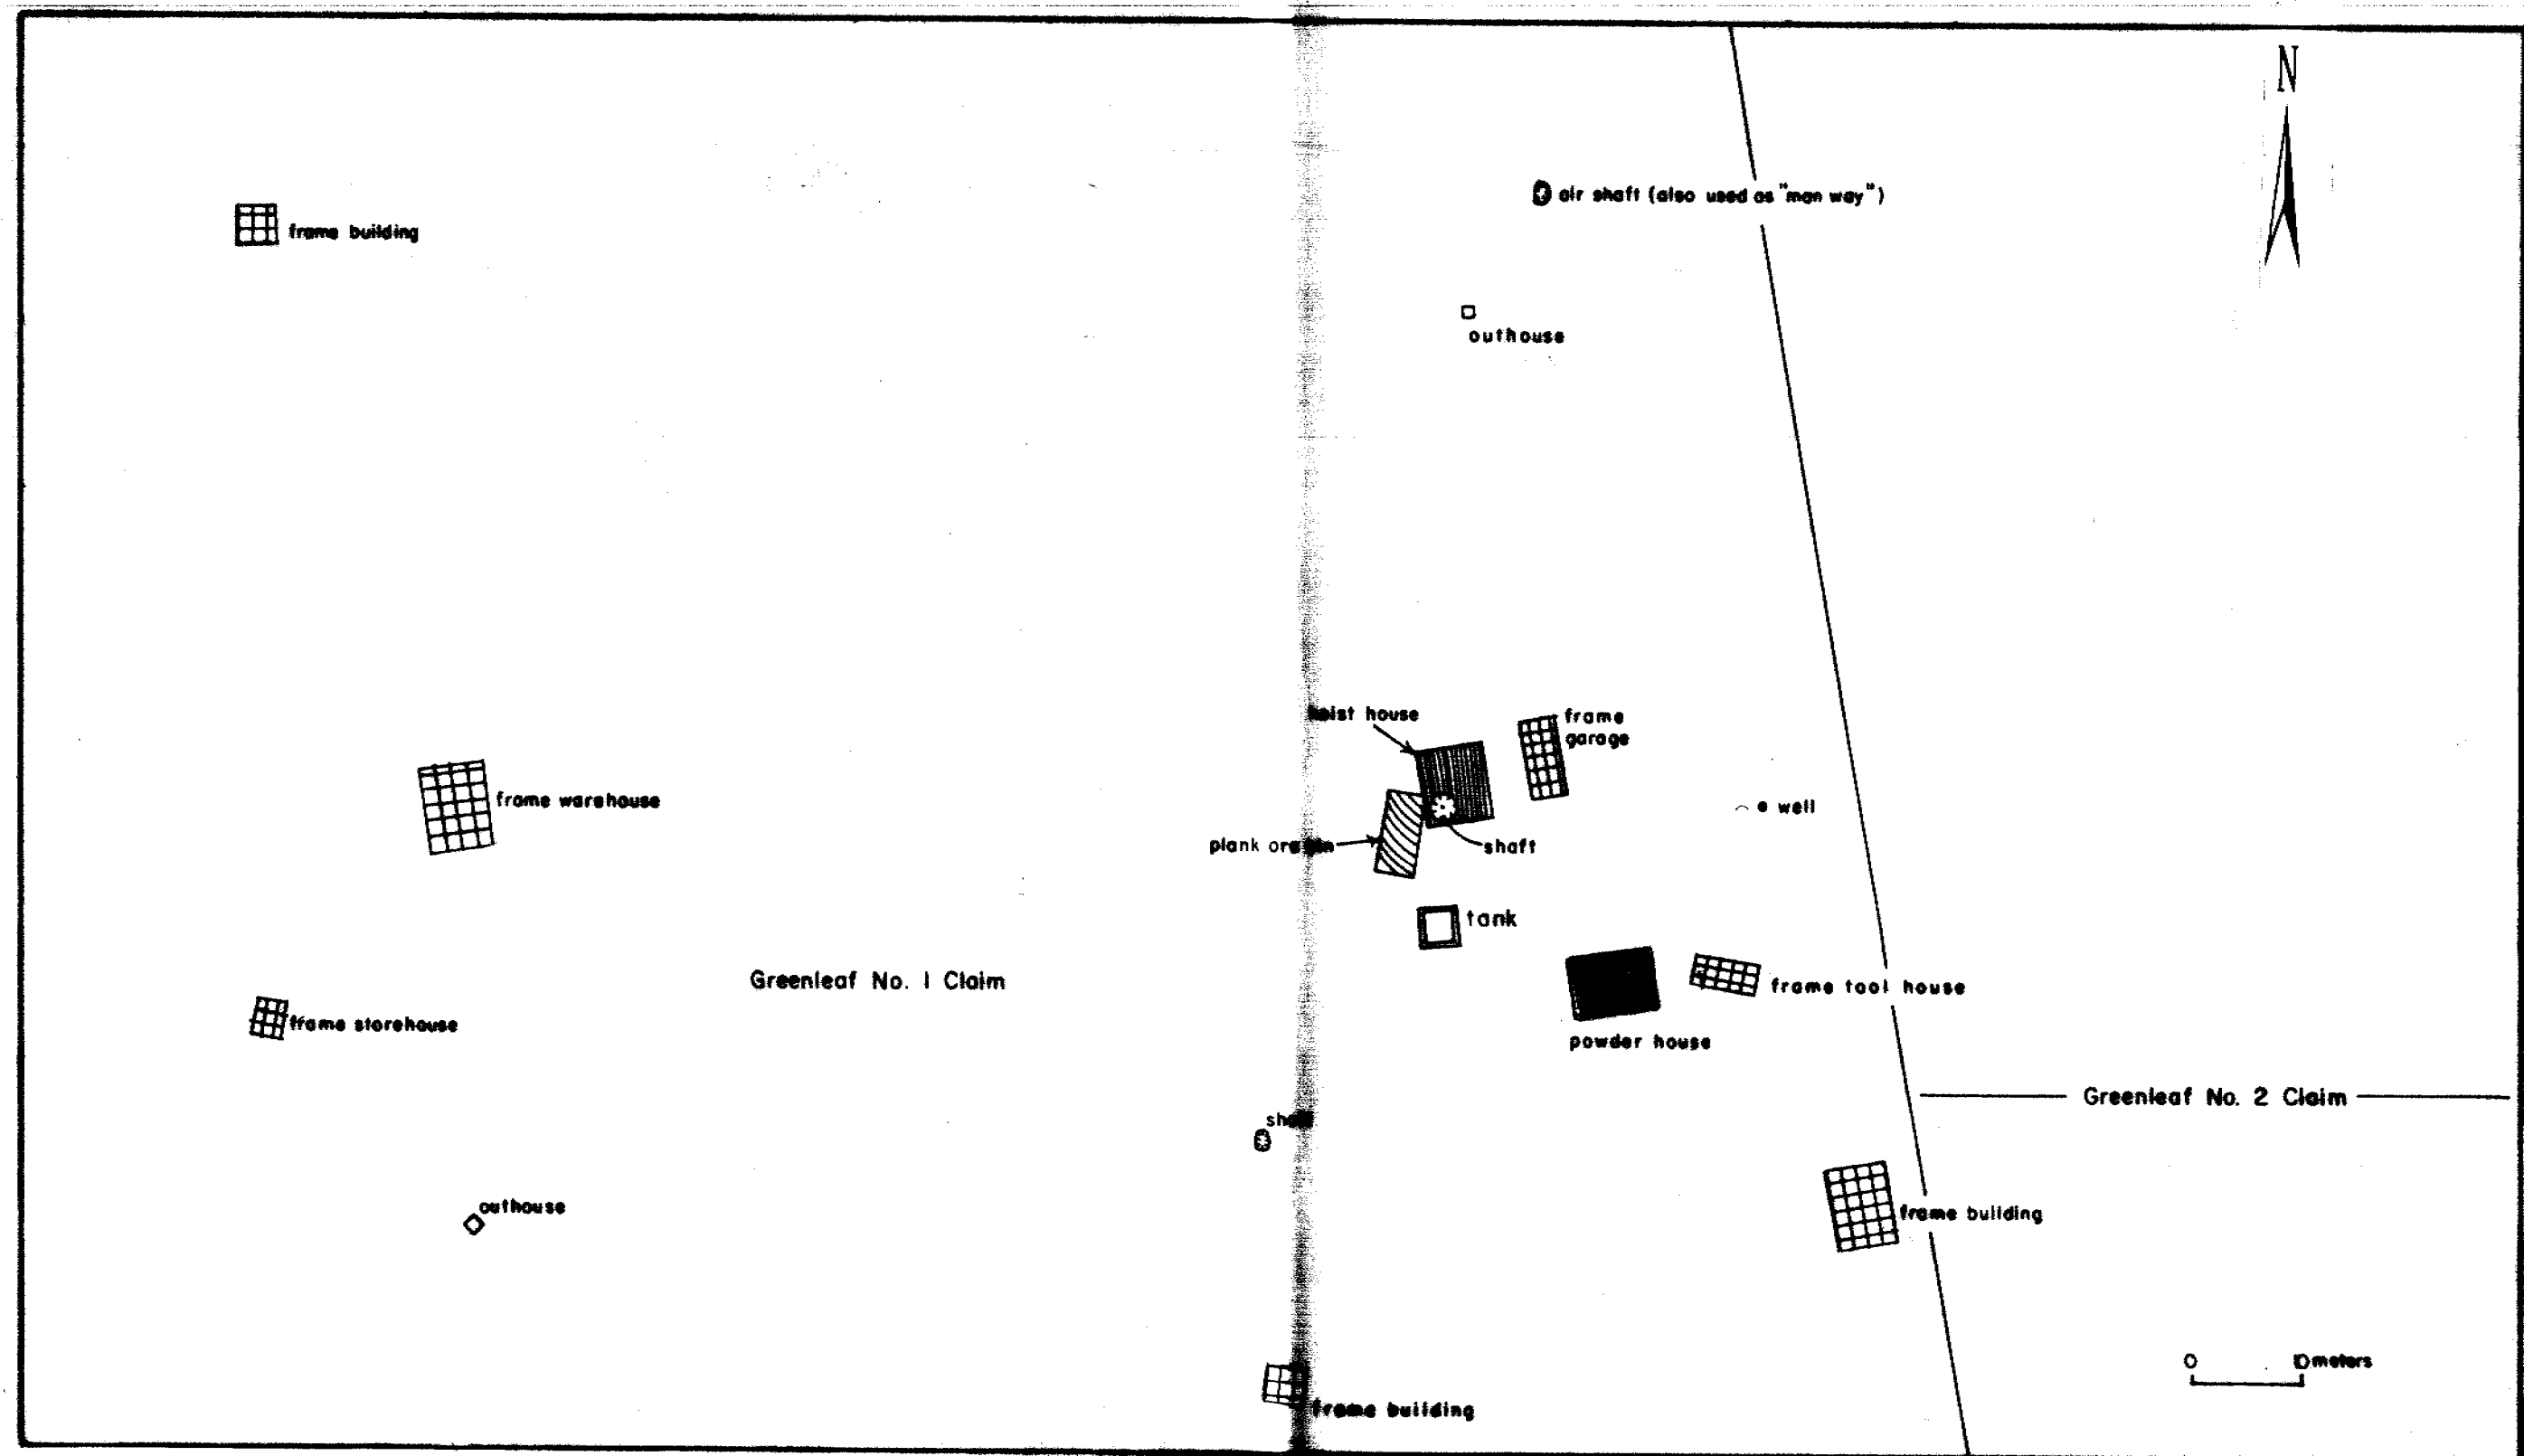 N
air shaft (also used as "man way")
frame building
outhouse
hoist house
frame
garage
frame warehouse
well
plank ore
shaft
tank
Greenleaf No. 1 Claim
frame tool house
frame storehouse
powder house
Greenleaf No. 2 Claim
outhouse
frame building
0 10 meters
frame building